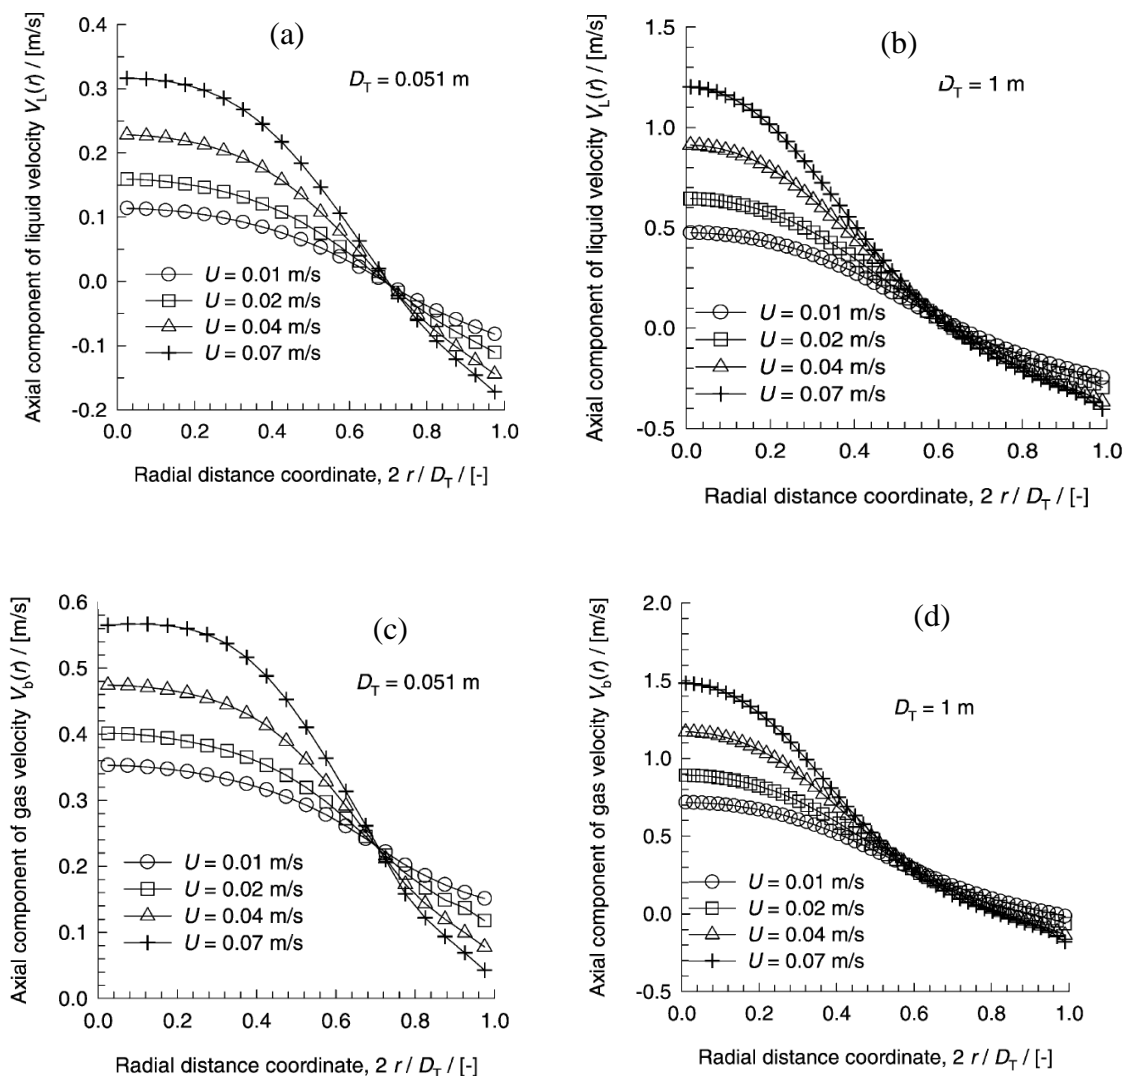 (a)
D_T = 0.051 m
Axial component of liquid velocity V_L(r) / [m/s]
0.4
0.3
0.2
0.1
0.0
-0.1
-0.2
U = 0.01 m/s
U = 0.02 m/s
U = 0.04 m/s
U = 0.07 m/s
0.0 0.2 0.4 0.6 0.8 1.0
Radial distance coordinate, 2 r / D_T / [-]
(b)
D_T = 1 m
Axial component of liquid velocity V_L(r) / [m/s]
1.5
1.0
0.5
0.0
-0.5
U = 0.01 m/s
U = 0.02 m/s
U = 0.04 m/s
U = 0.07 m/s
0.0 0.2 0.4 0.6 0.8 1.0
Radial distance coordinate, 2 r / D_T / [-]
(c)
D_T = 0.051 m
Axial component of gas velocity V_b(r) / [m/s]
0.6
0.5
0.4
0.3
0.2
0.1
0.0
U = 0.01 m/s
U = 0.02 m/s
U = 0.04 m/s
U = 0.07 m/s
0.0 0.2 0.4 0.6 0.8 1.0
Radial distance coordinate, 2 r / D_T / [-]
(d)
D_T = 1 m
Axial component of gas velocity V_b(r) / [m/s]
2.0
1.5
1.0
0.5
0.0
-0.5
U = 0.01 m/s
U = 0.02 m/s
U = 0.04 m/s
U = 0.07 m/s
0.0 0.2 0.4 0.6 0.8 1.0
Radial distance coordinate, 2 r / D_T / [-]